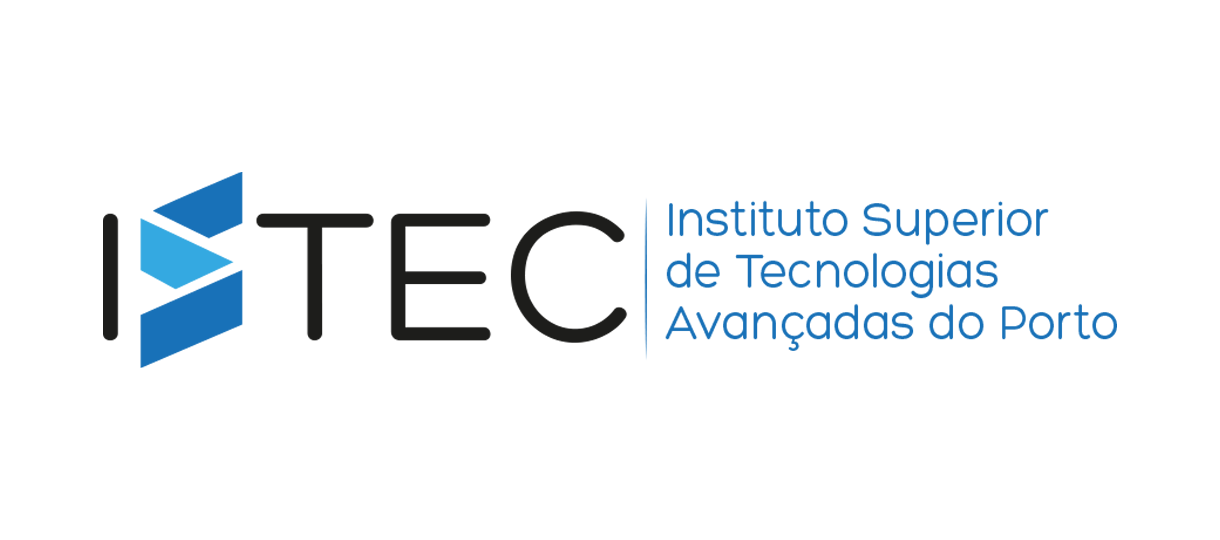 ISTEC
Instituto Superior
de Tecnologias
Avançadas do Porto